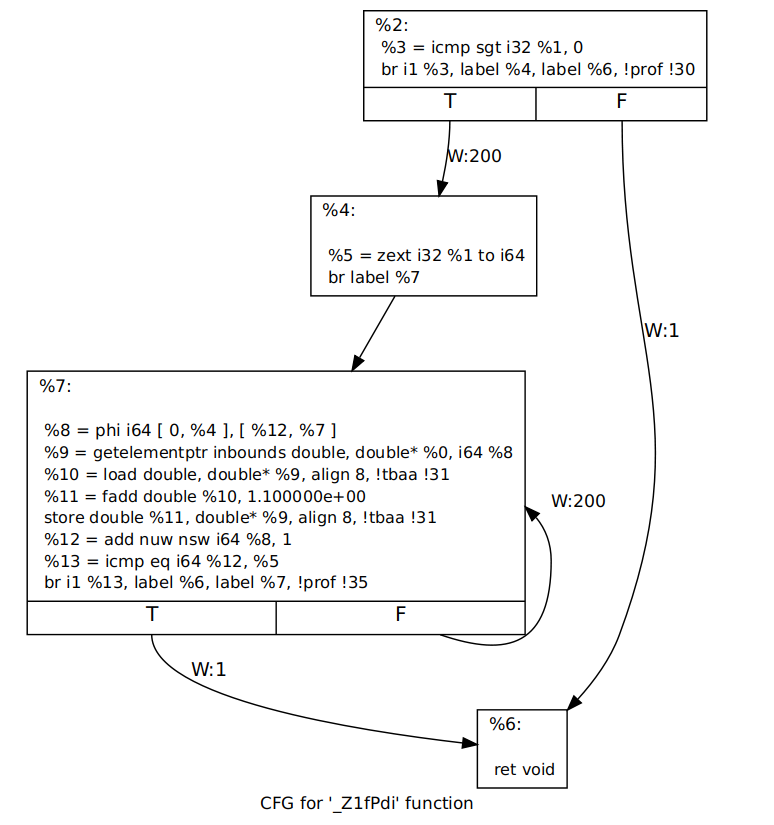 %2:
%3 = icmp sgt i32 %1, 0
br i1 %3, label %4, label %6, !prof !30
T
F
W:200
%4:
%5 = zext i32 %1 to i64
br label %7
W:1
%7:
%8 = phi i64 [ 0, %4 ], [ %12, %7 ]
%9 = getelementptr inbounds double, double* %0, i64 %8
%10 = load double, double* %9, align 8, !tbaa !31
%11 = fadd double %10, 1.100000e+00
store double %11, double* %9, align 8, !tbaa !31
%12 = add nuw nsw i64 %8, 1
%13 = icmp eq i64 %12, %5
br i1 %13, label %6, label %7, !prof !35
T
F
W:200
W:1
%6:
ret void
CFG for '_Z1fPdi' function